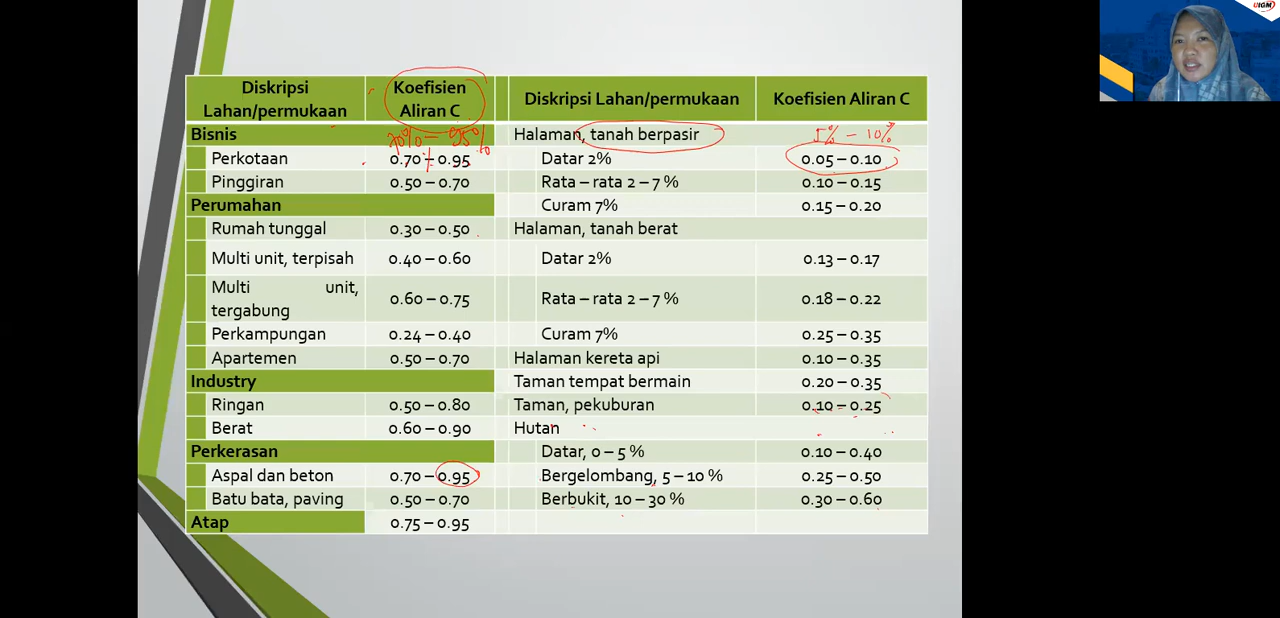 UIGM
Diskripsi
Lahan/permukaan
Koefisien
Aliran C
Diskripsi Lahan/permukaan
Koefisien Aliran C
Bisnis
70% - 95%
Halaman, tanah berpasir
5% - 10%
Perkotaan
0.70 – 0.95
Datar 2%
0.05 – 0.10
Pinggiran
0.50 – 0.70
Rata – rata 2 – 7 %
0.10 – 0.15
Perumahan
Curam 7%
0.15 – 0.20
Rumah tunggal
0.30 – 0.50
Halaman, tanah berat
Multi unit, terpisah
0.40 – 0.60
Datar 2%
0.13 – 0.17
Multi unit,
tergabung
0.60 – 0.75
Rata – rata 2 – 7 %
0.18 – 0.22
Perkampungan
0.24 – 0.40
Curam 7%
0.25 – 0.35
Apartemen
0.50 – 0.70
Halaman kereta api
0.10 – 0.35
Industry
Taman tempat bermain
0.20 – 0.35
Ringan
0.50 – 0.80
Taman, pekuburan
0.10 – 0.25
Berat
0.60 – 0.90
Hutan
Perkerasan
Datar, 0 – 5 %
0.10 – 0.40
Aspal dan beton
0.70 – 0.95
Bergelombang, 5 – 10 %
0.25 – 0.50
Batu bata, paving
0.50 – 0.70
Berbukit, 10 – 30 %
0.30 – 0.60
Atap
0.75 – 0.95